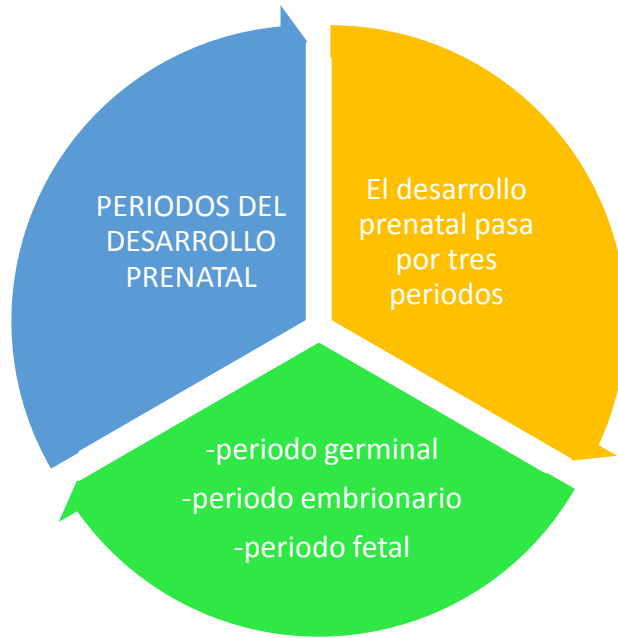 PERIODOS DEL
DESARROLLO
PRENATAL
El desarrollo
prenatal pasa
por tres
periodos
-periodo germinal
-periodo embrionario
-periodo fetal